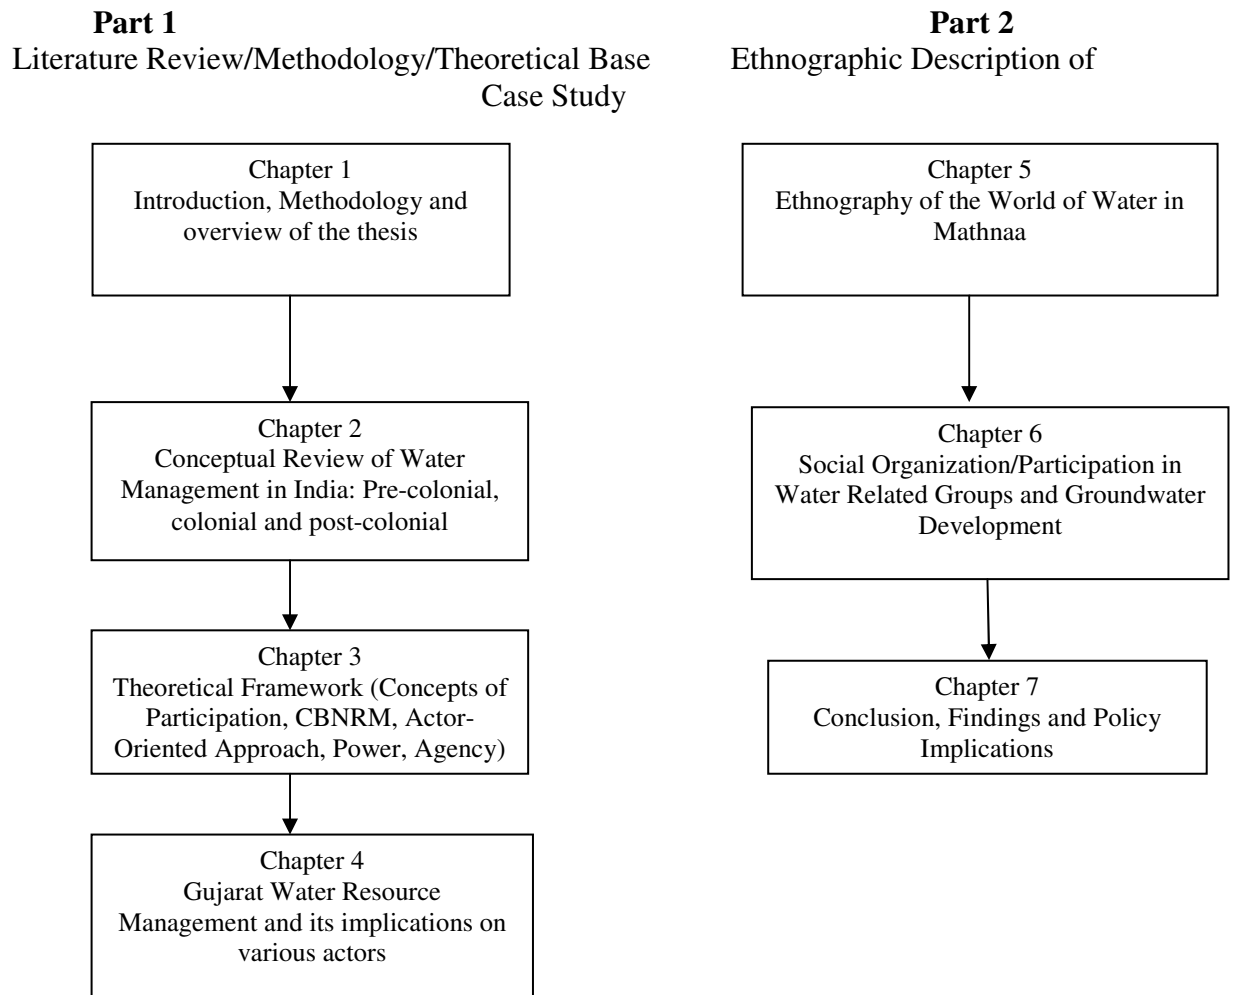 Part 1
Literature Review/Methodology/Theoretical Base
Part 2
Ethnographic Description of
Case Study
Chapter 1
Introduction, Methodology and
overview of the thesis
Chapter 2
Conceptual Review of Water
Management in India: Pre-colonial,
colonial and post-colonial
Chapter 3
Theoretical Framework (Concepts of
Participation, CBNRM, Actor-
Oriented Approach, Power, Agency)
Chapter 4
Gujarat Water Resource
Management and its implications on
various actors
Chapter 5
Ethnography of the World of Water in
Mathnaa
Chapter 6
Social Organization/Participation in
Water Related Groups and Groundwater
Development
Chapter 7
Conclusion, Findings and Policy
Implications